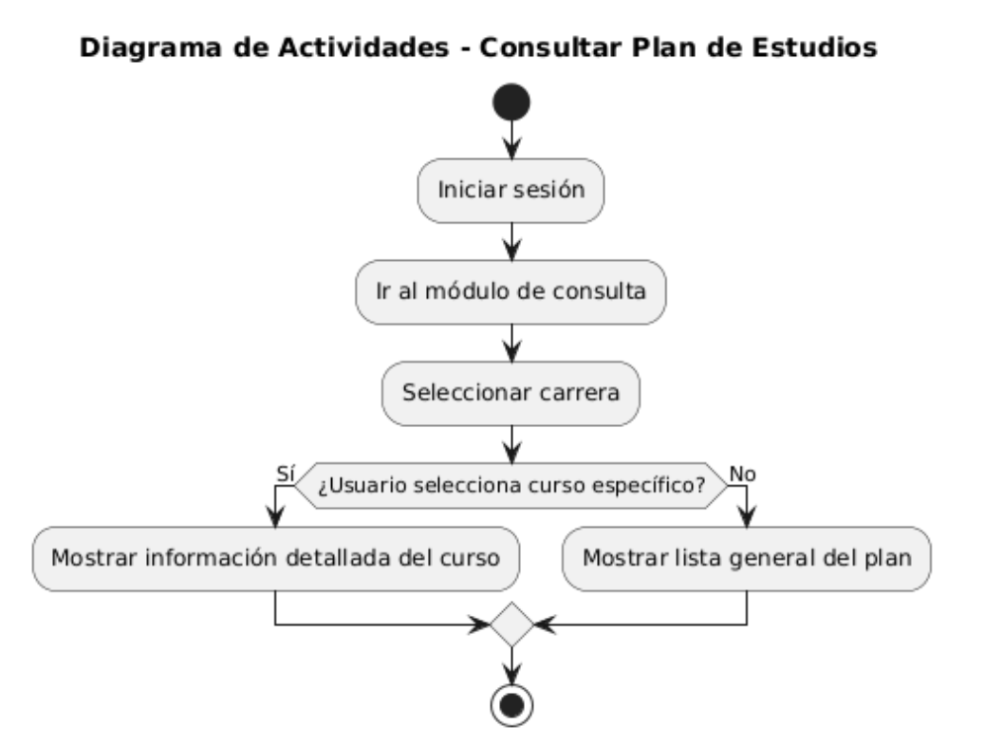 Diagrama de Actividades - Consultar Plan de Estudios
Iniciar sesión
Ir al módulo de consulta
Seleccionar carrera
Sí
¿Usuario selecciona curso específico?
No
Mostrar información detallada del curso
Mostrar lista general del plan